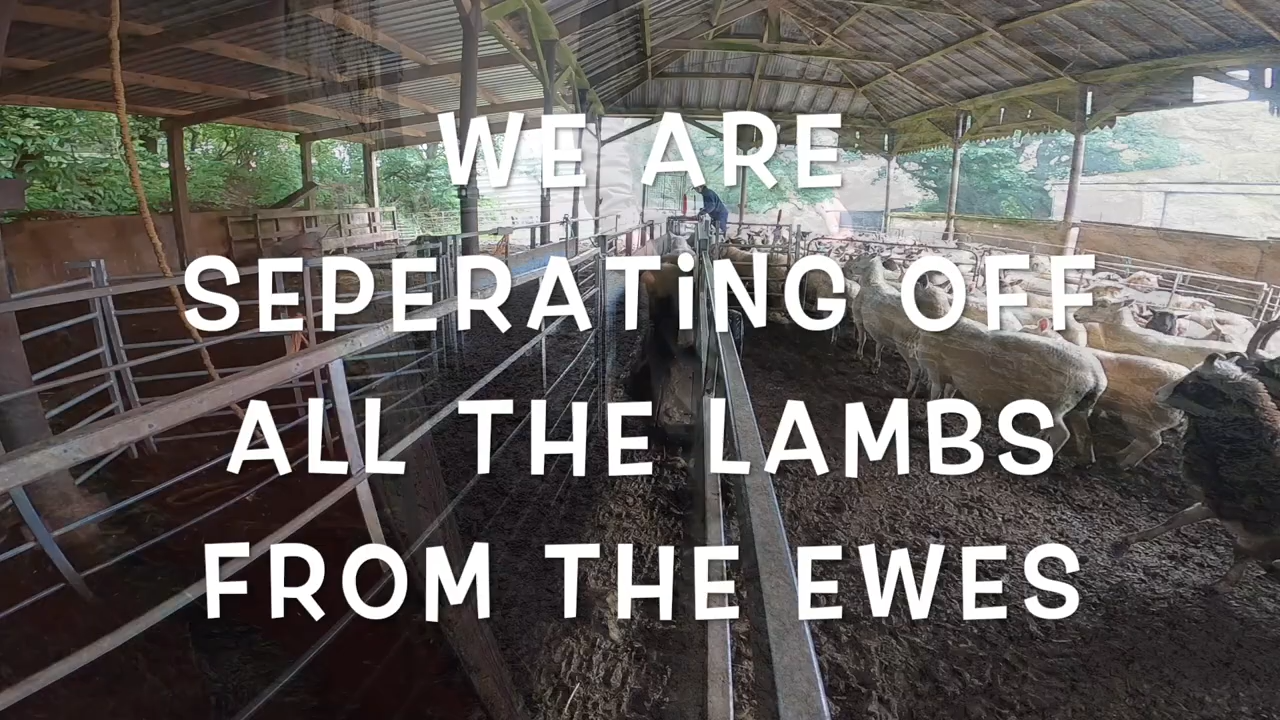 WE ARE
SEPERATiNG OFF
ALL THE LAMBS
FROM THE EWES